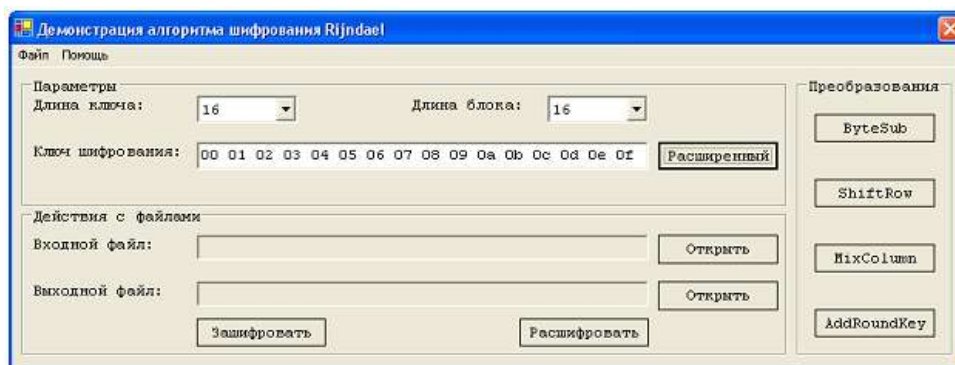 Демонстрация алгоритма шифрования Rijndael
Файл Помощь
Параметры
Длина ключа: 16 Длина блока: 16
Ключ шифрования: 00 01 02 03 04 05 06 07 08 09 0a 0b 0c 0d 0e 0f Расширенный
Действия с файлами
Входной файл: Открыть
Выходной файл: Открыть
Зашифровать Расшифровать
Преобразования
ByteSub
ShiftRow
MixColumn
AddRoundKey